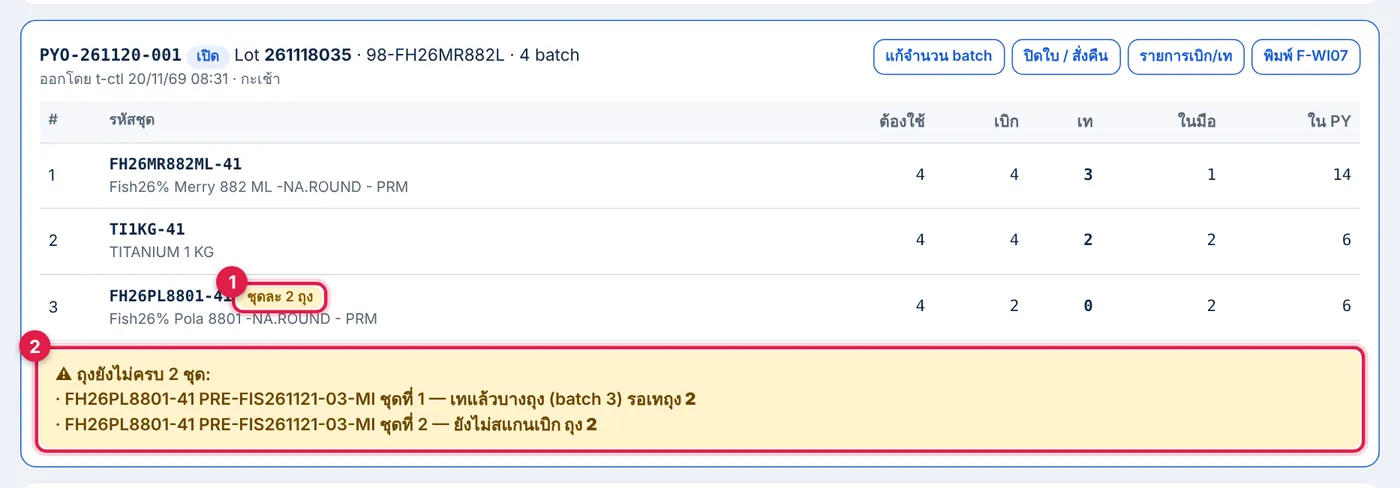 PYO-261120-001 เปิด Lot 261118035 · 98-FH26MR882L · 4 batch
แก้จำนวน batch ปิดใบ / สั่งคืน รายการเบิก/เท พิมพ์ F-WI07
ออกโดย t-ctl 20/11/69 08:31 · กะเช้า
# รหัสชุด ต้องใช้ เบิก เท ในมือ ใน PY
FH26MR882ML-41
1 4 4 3 1 14
Fish26% Merry 882 ML -NA.ROUND - PRM
TI1KG-41
2 4 4 2 2 6
TITANIUM 1 KG
1
FH26PL8801-41 ชุดละ 2 ถุง
3 4 2 0 2 6
Fish26% Pola 8801 -NA.ROUND - PRM
2
⚠ ถุงยังไม่ครบ 2 ชุด:
· FH26PL8801-41 PRE-FIS261121-03-MI ชุดที่ 1 — เทแล้วบางถุง (batch 3) รอเทถุง 2
· FH26PL8801-41 PRE-FIS261121-03-MI ชุดที่ 2 — ยังไม่สแกนเบิก ถุง 2